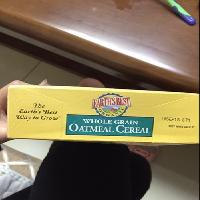 The
Earth's Best
Way to Grow
EARTH'S BEST
WHOLE GRAIN
OATMEAL CEREAL